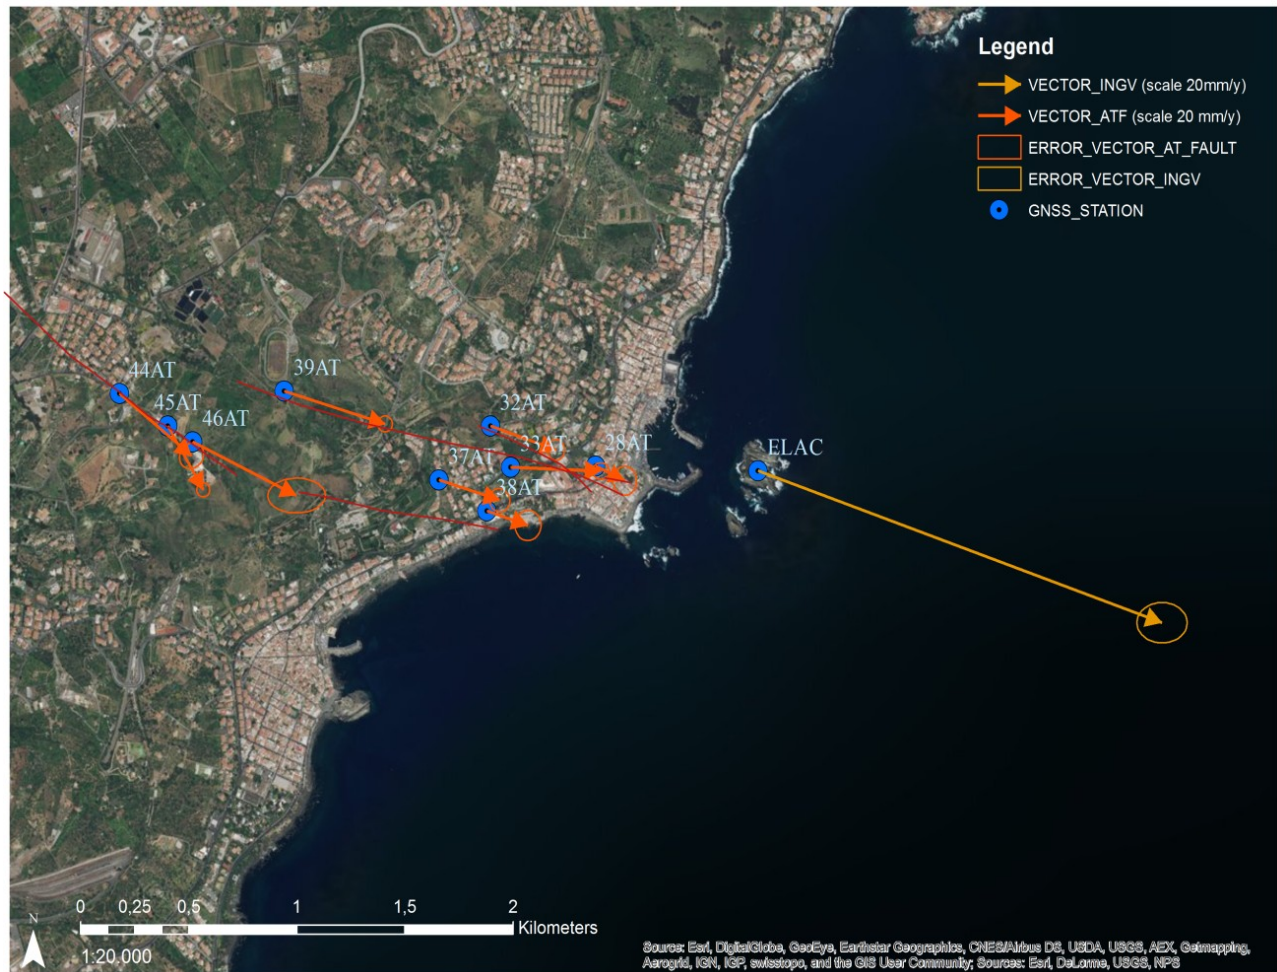 Legend
VECTOR_INGV (scale 20mm/y)
VECTOR_ATF (scale 20 mm/y)
ERROR_VECTOR_AT_FAULT
ERROR_VECTOR_INGV
GNSS_STATION
39AT
44AT
45AT
46AT
32AT
33AT
28AT
ELAC
37AT
38AT
0 0,25 0,5 1 1,5 2
Kilometers
N
1:20.000
Source: Esri, DigitalGlobe, GeoEye, Earthstar Geographics, CNES/Airbus DS, USDA, USGS, AEX, Getmapping,
Aerogrid, IGN, IGP, swisstopo, and the GIS User Community; Sources: Esri, DeLorme, USGS, NPS